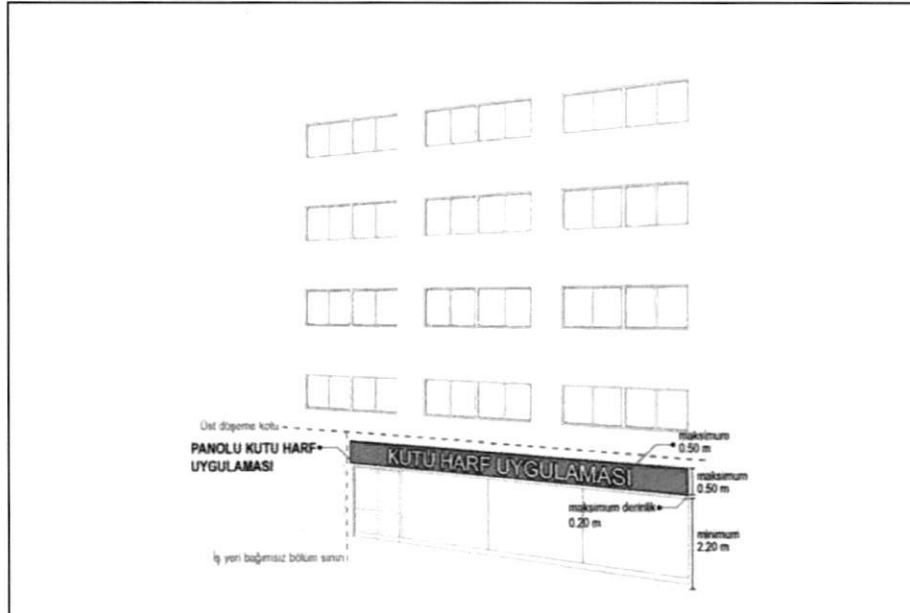 Üst döşeme kotu
PANOLU KUTU HARF
UYGULAMASI
KUTU HARF UYGULAMASI
maksimum
0.50 m
maksimum
0.50 m
maksimum derinlik
0.20 m
minimum
2.20 m
İş yeri bağımsız bölüm sınırı